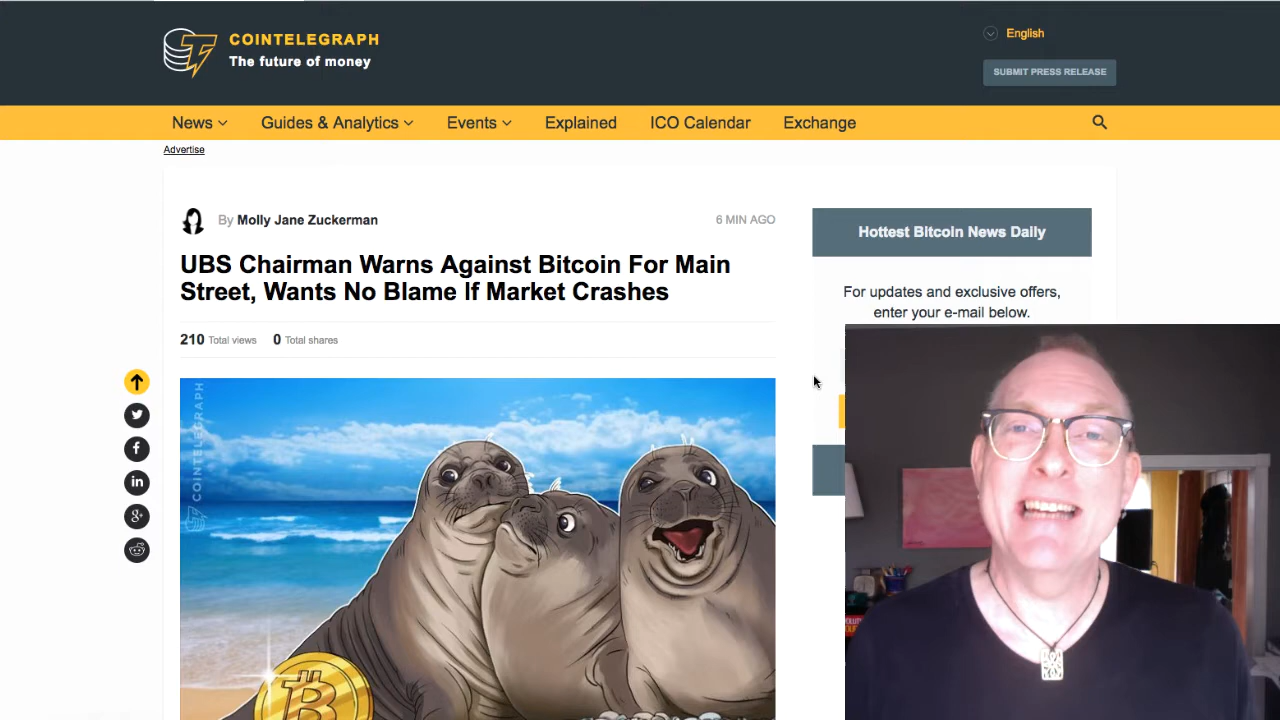 COINTELEGRAPH
The future of money
English
SUBMIT PRESS RELEASE
News
Guides & Analytics
Events
Explained
ICO Calendar
Exchange
Advertise
By Molly Jane Zuckerman
6 MIN AGO
UBS Chairman Warns Against Bitcoin For Main
Street, Wants No Blame If Market Crashes
210 Total views
0 Total shares
COINTELEGRAPH
Hottest Bitcoin News Daily
For updates and exclusive offers,
enter your e-mail below.